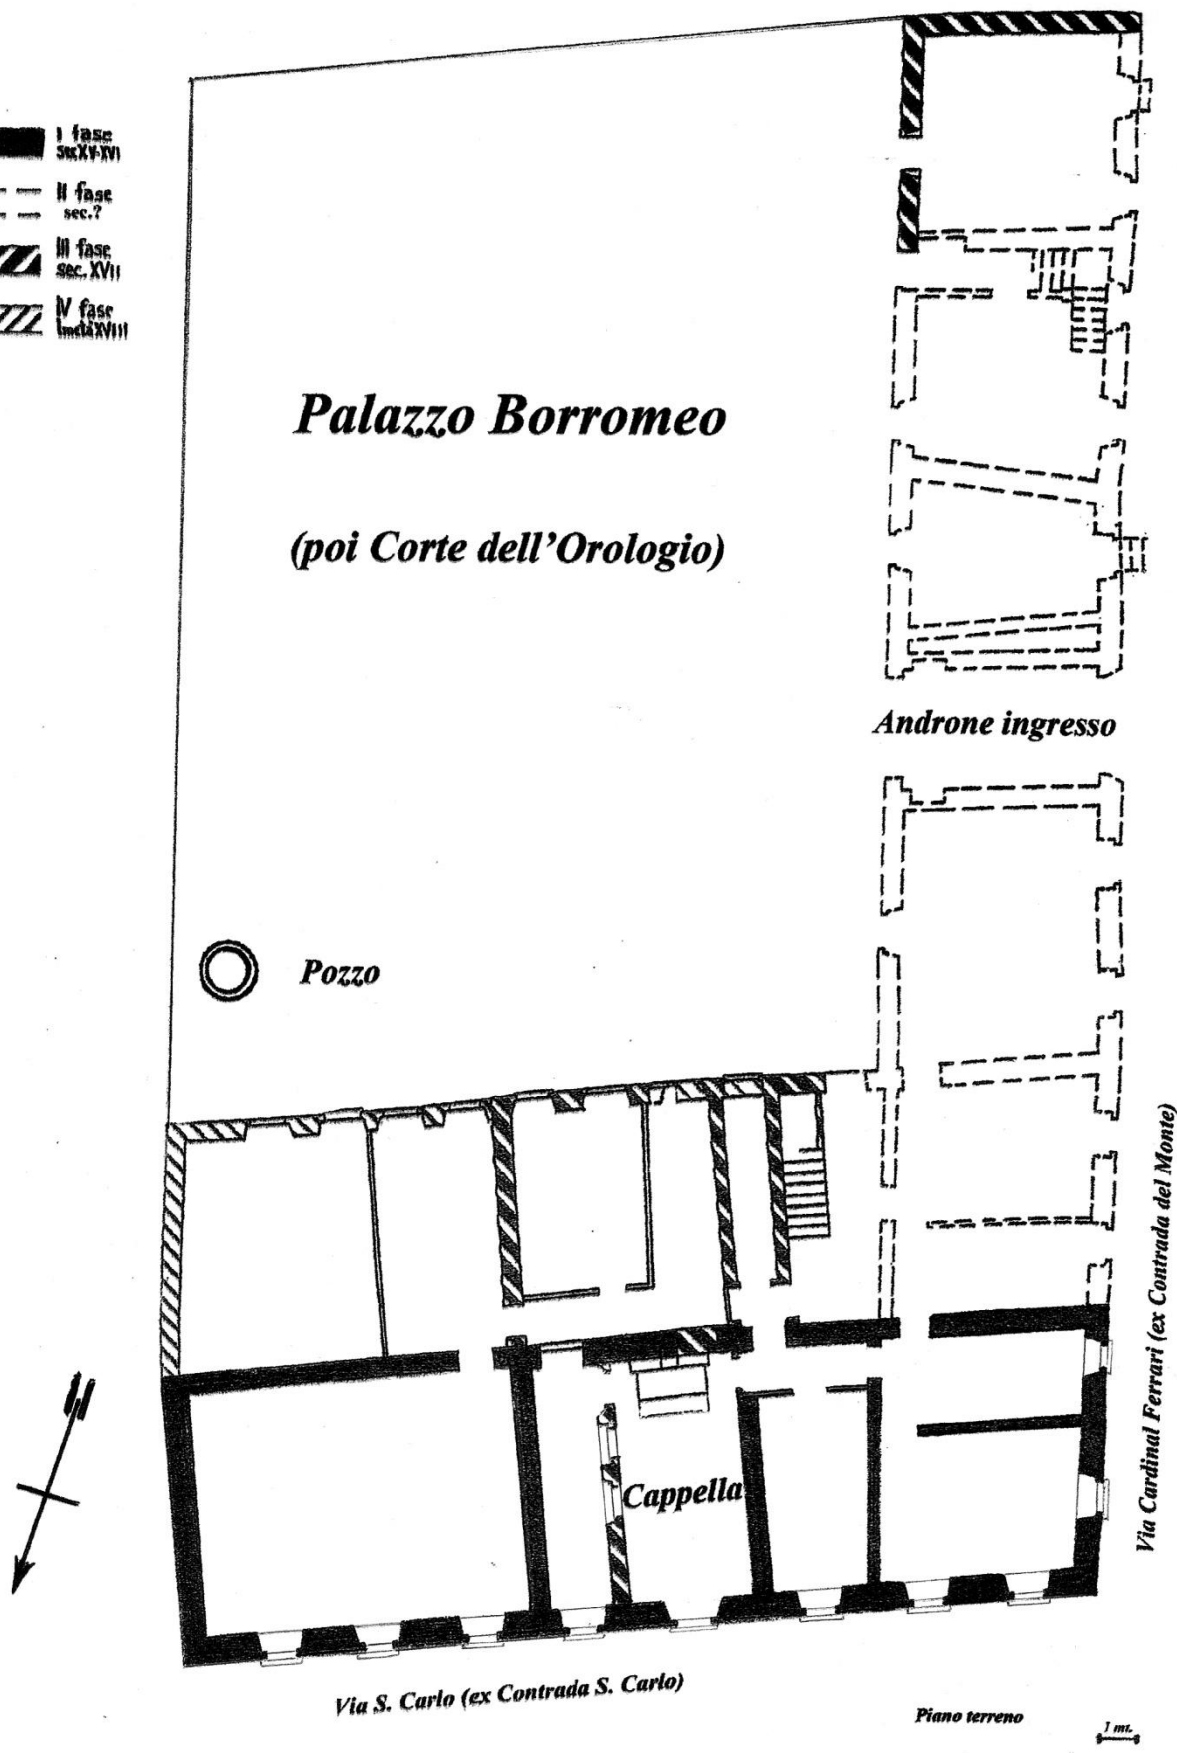 I fase
Sec XV-XVI
II fase
sec.?
III fase
sec. XVII
IV fase
I metà XVIII
Palazzo Borromeo
(poi Corte dell'Orologio)
Androne ingresso
Pozzo
Cappella
Via Cardinal Ferrari (ex Contrada del Monte)
Via S. Carlo (ex Contrada S. Carlo)
Piano terreno
1 mt.